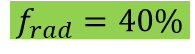 f_rad = 40%